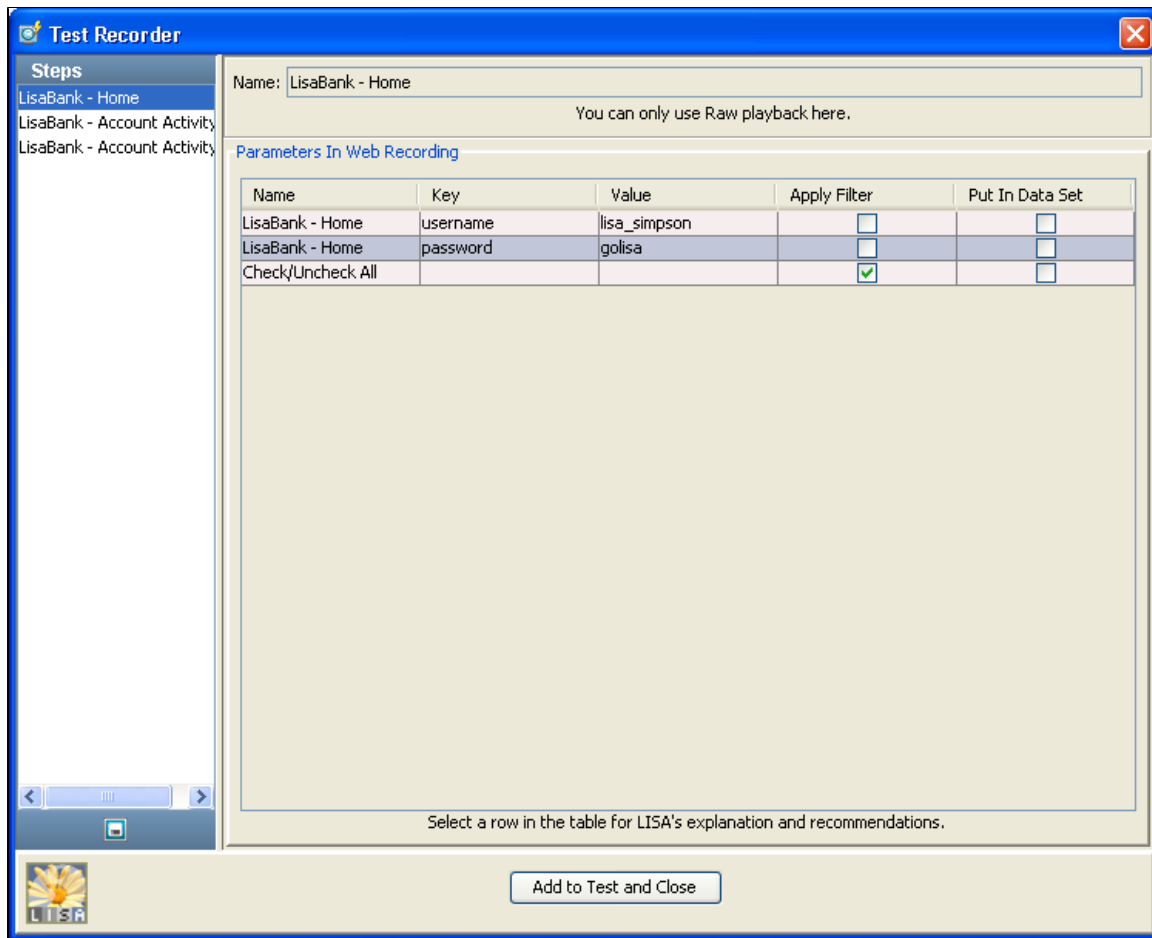 Test Recorder
Steps
LisaBank - Home
LisaBank - Account Activity
LisaBank - Account Activity
Name: LisaBank - Home
You can only use Raw playback here.
Parameters In Web Recording
Name Key Value Apply Filter Put In Data Set
LisaBank - Home username lisa_simpson
LisaBank - Home password golisa
Check/Uncheck All
Select a row in the table for LISA's explanation and recommendations.
LISA
Add to Test and Close